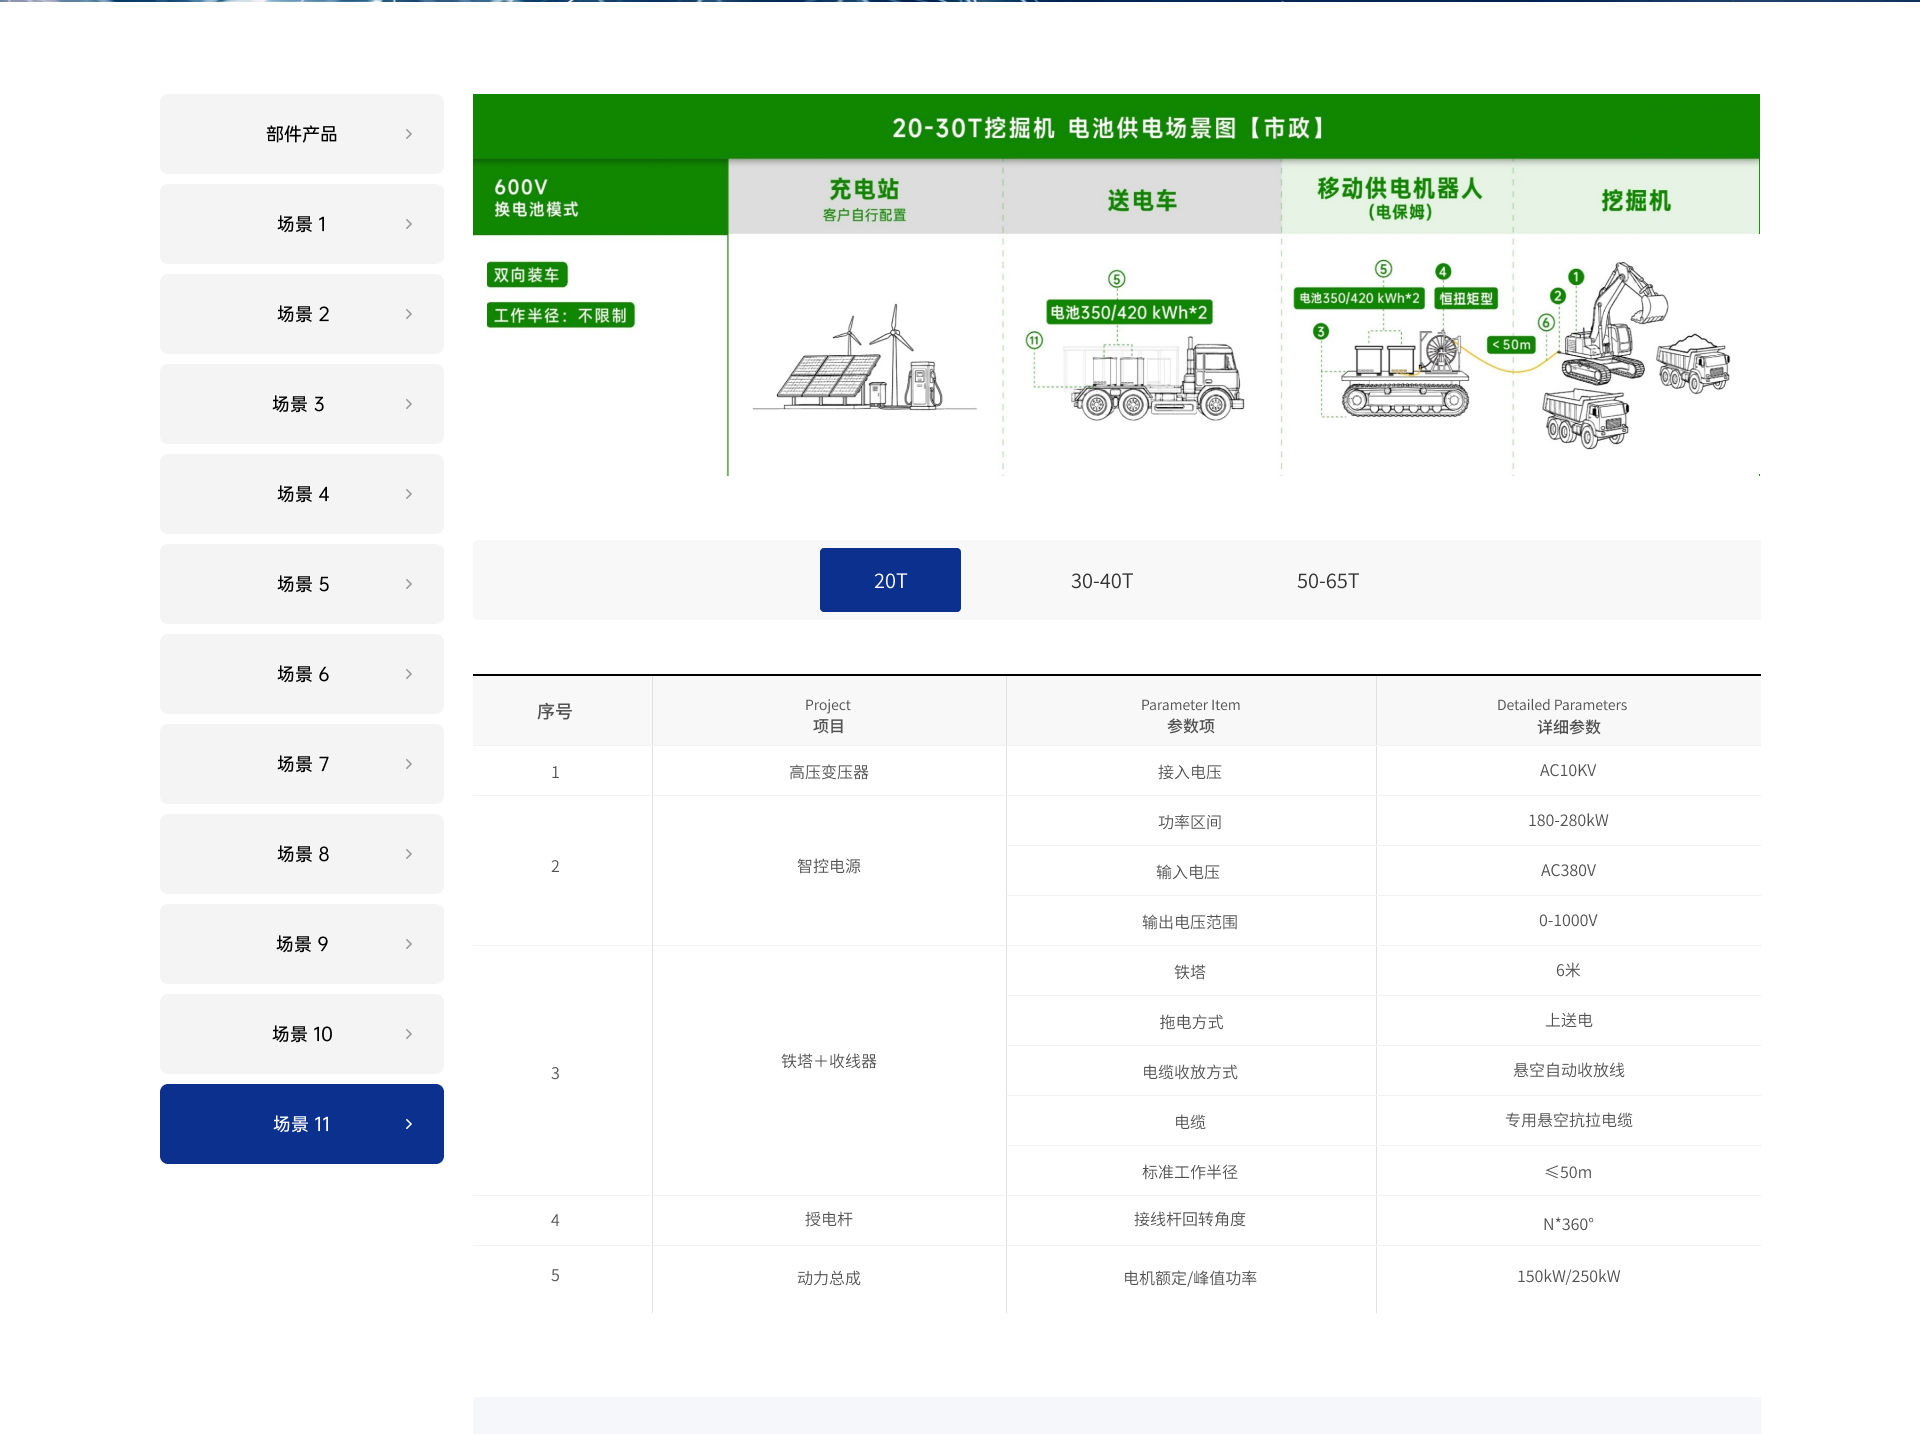 部件产品
场景 1
场景 2
场景 3
场景 4
场景 5
场景 6
场景 7
场景 8
场景 9
场景 10
场景 11
20-30T挖掘机 电池供电场景图【市政】
600V
换电池模式
充电站
客户自行配置
送电车
移动供电机器人
(电保姆)
挖掘机
双向装车
工作半径：不限制
⑤
电池350/420 kWh*2
⑪
⑤
④
电池350/420 kWh*2
恒扭矩型
③
<50m
①
②
⑥
20T
30-40T
50-65T
序号
Project
项目
Parameter Item
参数项
Detailed Parameters
详细参数
1 高压变压器 接入电压 AC10KV
2 智控电源 功率区间 180-280kW
输入电压 AC380V
输出电压范围 0-1000V
3 铁塔＋收线器 铁塔 6米
拖电方式 上送电
电缆收放方式 悬空自动收放线
电缆 专用悬空抗拉电缆
标准工作半径 ≤50m
4 授电杆 接线杆回转角度 N*360°
5 动力总成 电机额定/峰值功率 150kW/250kW